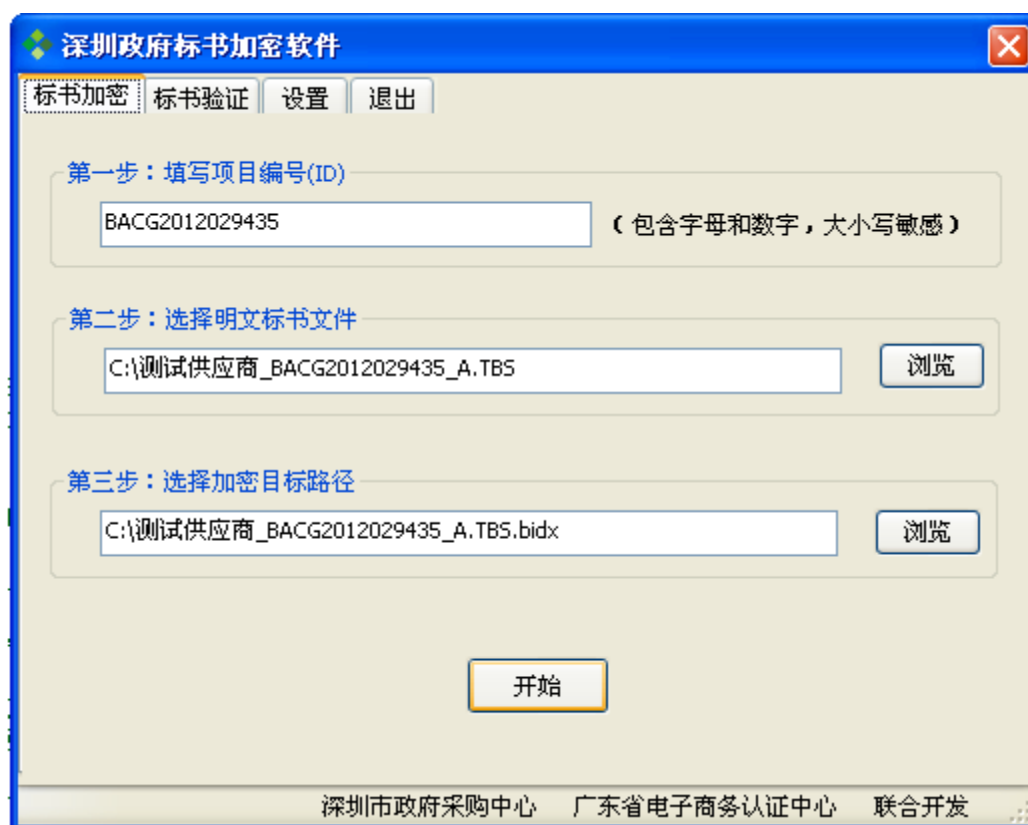 深圳政府标书加密软件
标书加密 标书验证 设置 退出
第一步：填写项目编号(ID)
BACG2012029435 （包含字母和数字，大小写敏感）
第二步：选择明文标书文件
C:\测试供应商_BACG2012029435_A.TBS 浏览
第三步：选择加密目标路径
C:\测试供应商_BACG2012029435_A.TBS.bidx 浏览
开始
深圳市政府采购中心 广东省电子商务认证中心 联合开发